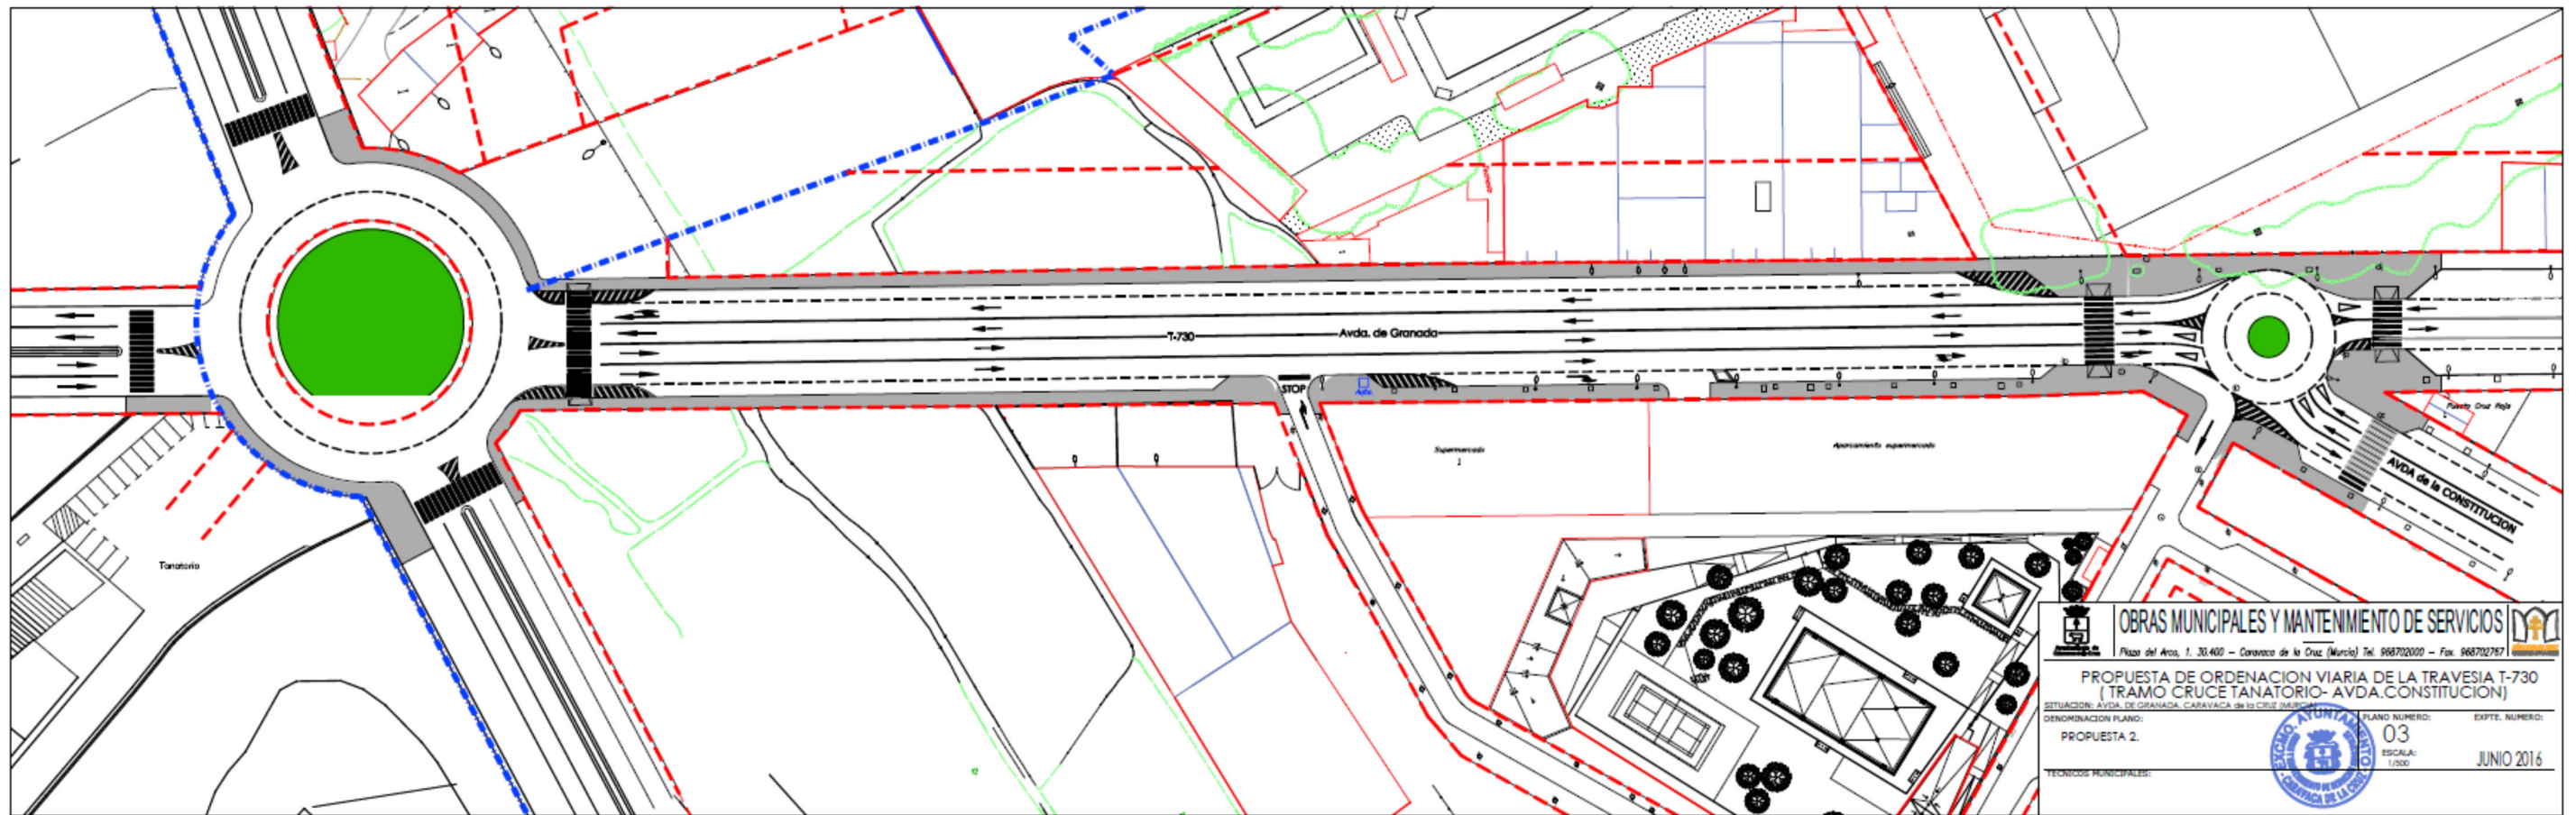 T-730
Avda. de Granada
STOP
Supermercado
Aparcamiento supermercado
Puesto Cruz Roja
AVDA de la CONSTITUCION
Tanatorio
OBRAS MUNICIPALES Y MANTENIMIENTO DE SERVICIOS
Plaza del Arco, 1. 30.400 - Caravaca de la Cruz (Murcia) Tel. 968702000 - Fax. 968702767
PROPUESTA DE ORDENACION VIARIA DE LA TRAVESIA T-730
( TRAMO CRUCE TANATORIO- AVDA.CONSTITUCION)
SITUACION: AVDA. DE GRANADA. CARAVACA de la CRUZ (MURCIA)
DENOMINACION PLANO:
PROPUESTA 2.
PLANO NUMERO:
03
ESCALA:
1/500
EXPTE. NUMERO:
JUNIO 2016
TECNICOS MUNICIPALES:
EXCMO. AYUNTAMIENTO
CARAVACA DE LA CRUZ